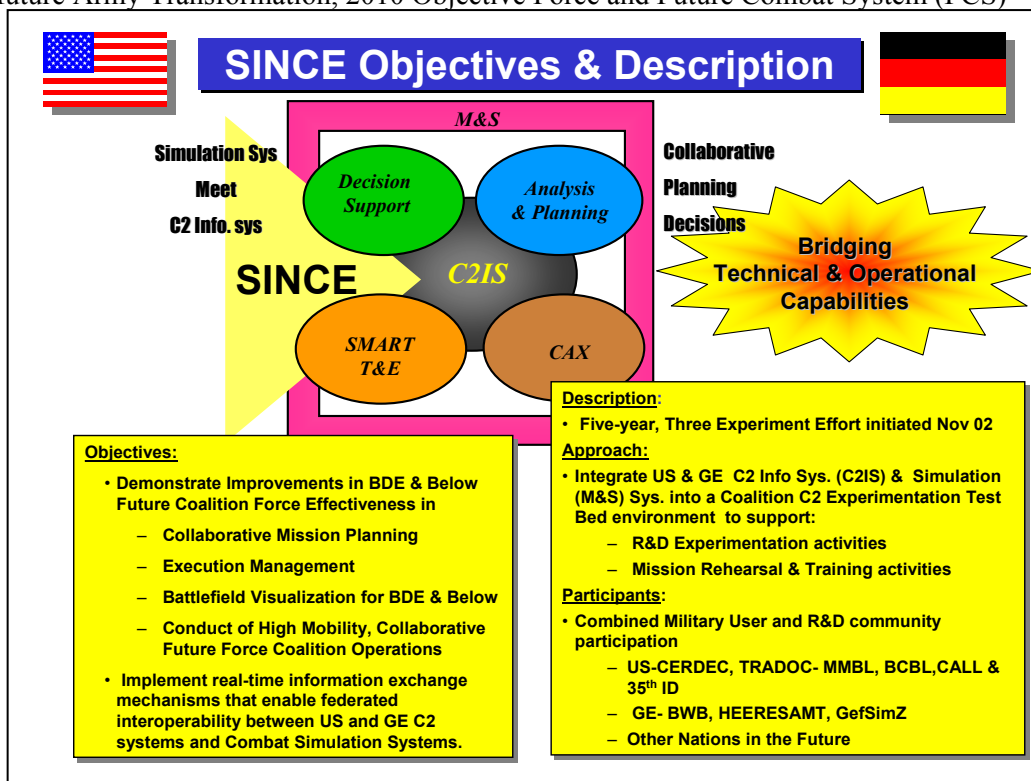 future Army Transformation, 2010 Objective Force and Future Combat System (FCS)
SINCE Objectives & Description
M&S
Simulation Sys
Meet
C2 Info. sys
SINCE
Decision
Support
Analysis
& Planning
C2IS
SMART
T&E
CAX
Collaborative
Planning
Decisions
Bridging
Technical & Operational
Capabilities
Objectives:
• Demonstrate Improvements in BDE & Below
Future Coalition Force Effectiveness in
– Collaborative Mission Planning
– Execution Management
– Battlefield Visualization for BDE & Below
– Conduct of High Mobility, Collaborative
Future Force Coalition Operations
• Implement real-time information exchange
mechanisms that enable federated
interoperability between US and GE C2
systems and Combat Simulation Systems.
Description:
• Five-year, Three Experiment Effort initiated Nov 02
Approach:
• Integrate US & GE C2 Info Sys. (C2IS) & Simulation
(M&S) Sys. into a Coalition C2 Experimentation Test
Bed environment to support:
– R&D Experimentation activities
– Mission Rehearsal & Training activities
Participants:
• Combined Military User and R&D community
participation
– US-CERDEC, TRADOC- MMBL, BCBL,CALL &
35th ID
– GE- BWB, HEERESAMT, GefSimZ
– Other Nations in the Future